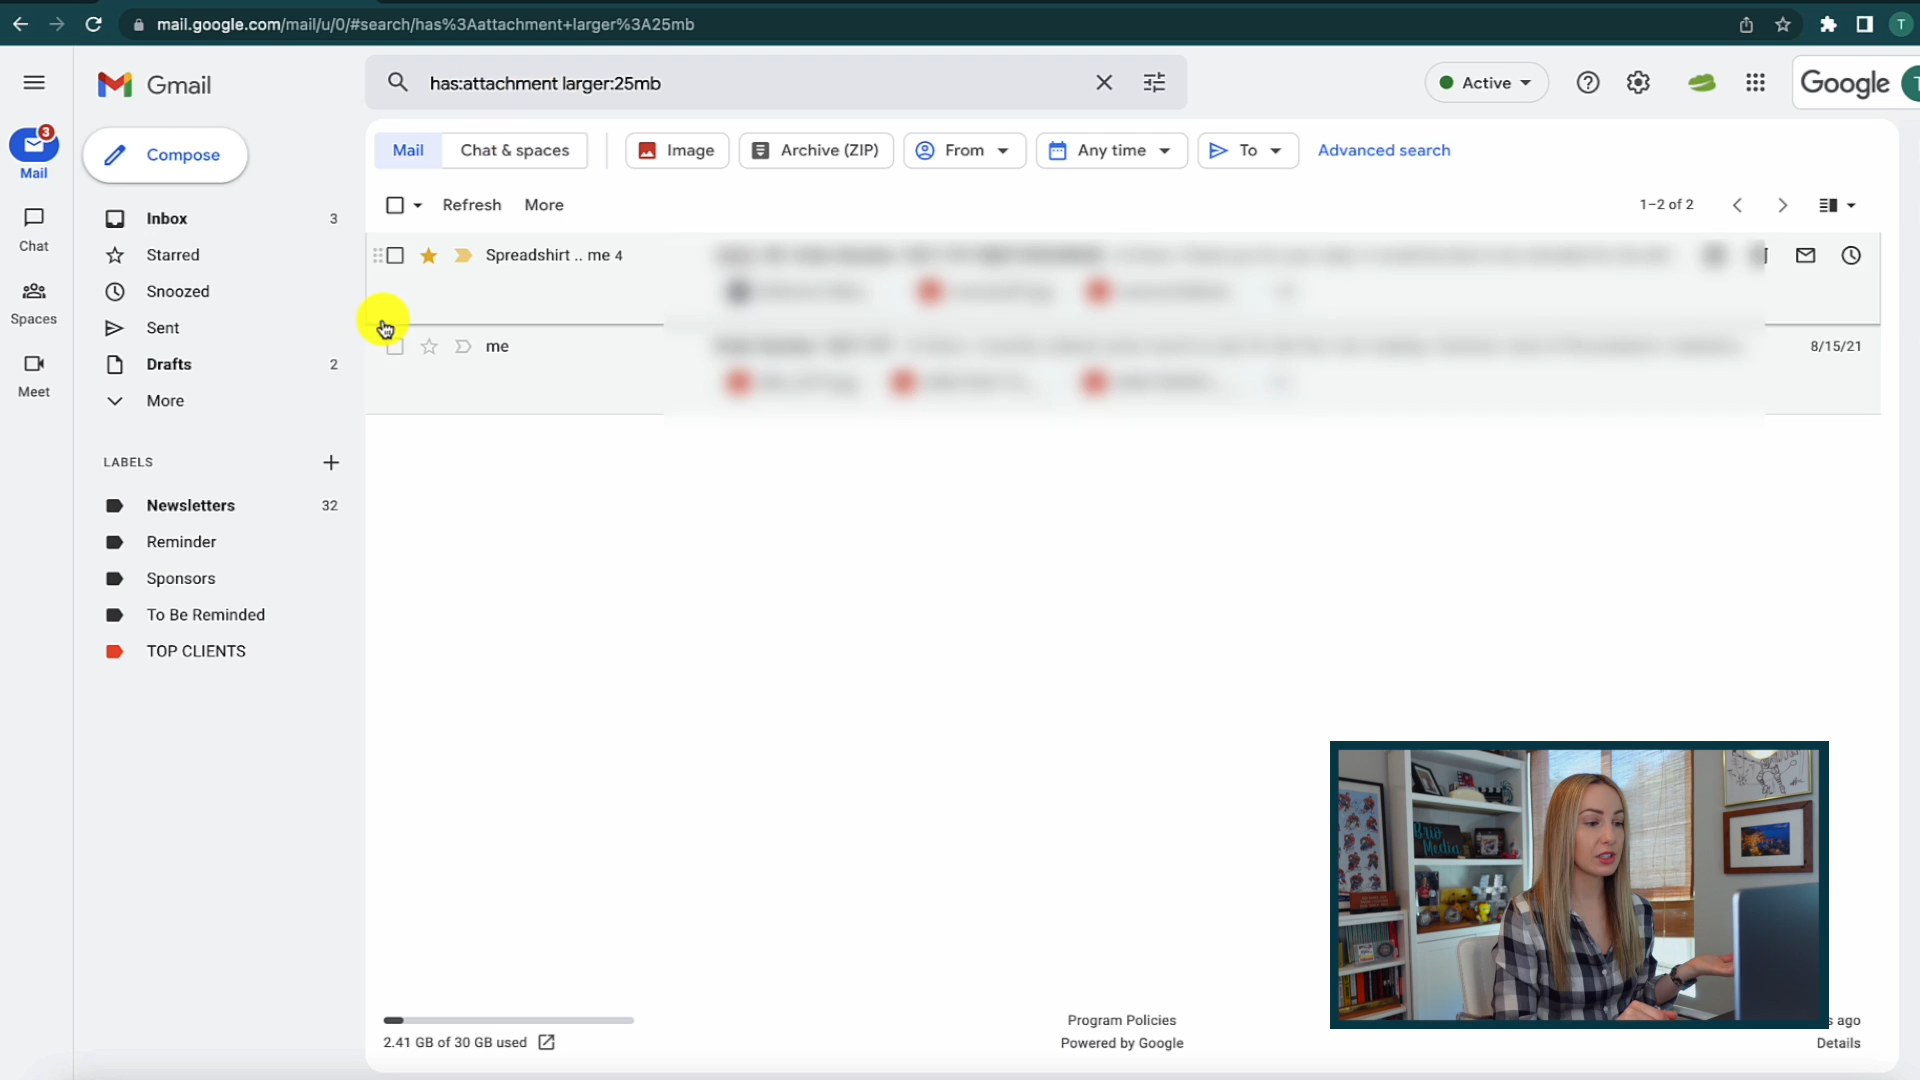 mail.google.com/mail/u/0/#search/has%3Aattachment+larger%3A25mb
T
Gmail
has:attachment larger:25mb
Active
Google
3
Mail
Compose
Mail
Chat & spaces
Image
Archive (ZIP)
From
Any time
To
Advanced search
Refresh
More
1–2 of 2
Inbox 3
Starred
Snoozed
Sent
Drafts 2
More
Chat
Spaces
Meet
Spreadshirt .. me 4
me
8/15/21
LABELS
Newsletters 32
Reminder
Sponsors
To Be Reminded
TOP CLIENTS
Brio
Media
2.41 GB of 30 GB used
Program Policies
Powered by Google
ago
Details